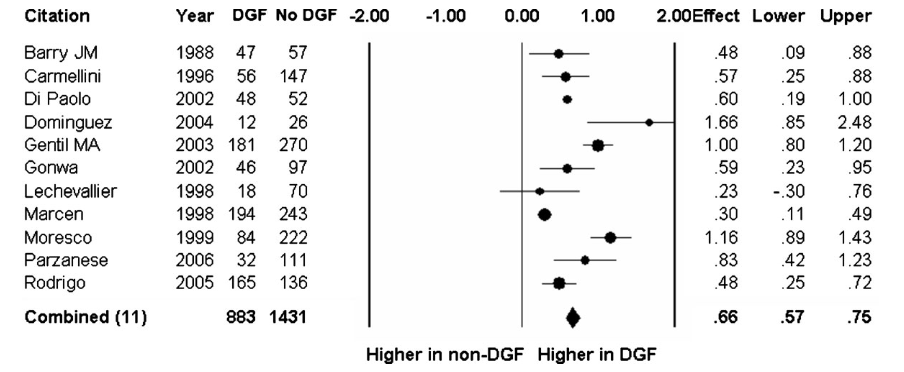 Citation Year DGF No DGF -2.00 -1.00 0.00 1.00 2.00 Effect Lower Upper
Barry JM 1988 47 57 .48 .09 .88
Carmellini 1996 56 147 .57 .25 .88
Di Paolo 2002 48 52 .60 .19 1.00
Dominguez 2004 12 26 1.66 .85 2.48
Gentil MA 2003 181 270 1.00 .80 1.20
Gonwa 2002 46 97 .59 .23 .95
Lechevallier 1998 18 70 .23 -.30 .76
Marcen 1998 194 243 .30 .11 .49
Moresco 1999 84 222 1.16 .89 1.43
Parzanese 2006 32 111 .83 .42 1.23
Rodrigo 2005 165 136 .48 .25 .72
Combined (11) 883 1431 .66 .57 .75
Higher in non-DGF Higher in DGF